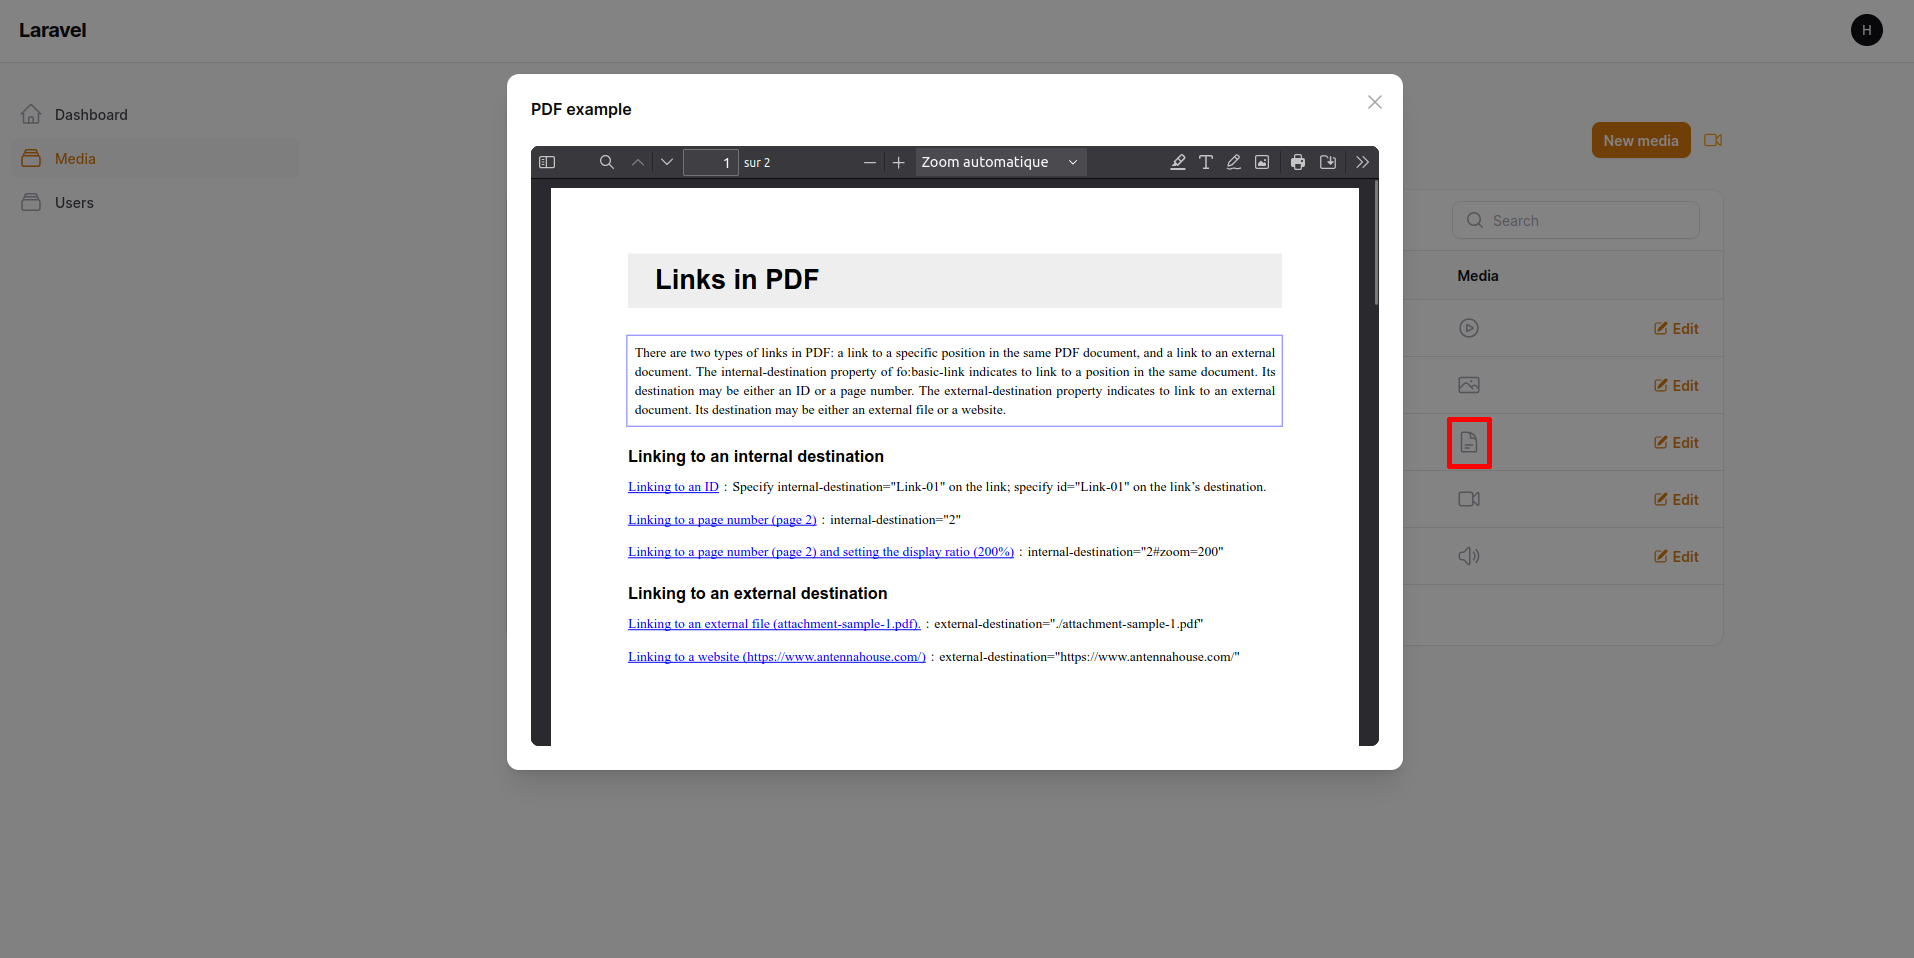 Laravel
H
Dashboard
Media
Users
New media
Search
Media
Edit
Edit
Edit
Edit
Edit
PDF example
1 sur 2
Zoom automatique
Links in PDF
There are two types of links in PDF: a link to a specific position in the same PDF document, and a link to an external
document. The internal-destination property of fo:basic-link indicates to link to a position in the same document. Its
destination may be either an ID or a page number. The external-destination property indicates to link to an external
document. Its destination may be either an external file or a website.
Linking to an internal destination
Linking to an ID : Specify internal-destination="Link-01" on the link; specify id="Link-01" on the link’s destination.
Linking to a page number (page 2) : internal-destination="2"
Linking to a page number (page 2) and setting the display ratio (200%) : internal-destination="2#zoom=200"
Linking to an external destination
Linking to an external file (attachment-sample-1.pdf). : external-destination="./attachment-sample-1.pdf"
Linking to a website (https://www.antennahouse.com/) : external-destination="https://www.antennahouse.com/"